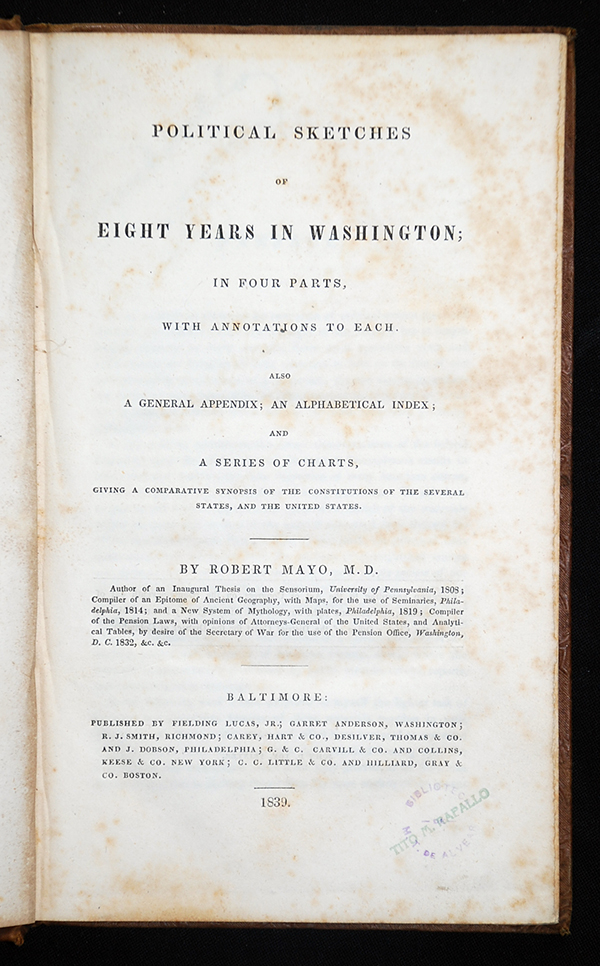 POLITICAL SKETCHES
OF
EIGHT YEARS IN WASHINGTON;
IN FOUR PARTS,
WITH ANNOTATIONS TO EACH.
ALSO
A GENERAL APPENDIX; AN ALPHABETICAL INDEX;
AND
A SERIES OF CHARTS,
GIVING A COMPARATIVE SYNOPSIS OF THE CONSTITUTIONS OF THE SEVERAL
STATES, AND THE UNITED STATES.
BY ROBERT MAYO, M.D.
Author of an Inaugural Thesis on the Sensorium, University of Pennsylvania, 1808;
Compiler of an Epitome of Ancient Geography, with Maps, for the use of Seminaries, Phila-
delphia, 1814; and a New System of Mythology, with plates, Philadelphia, 1819; Compiler
of the Pension Laws, with opinions of Attorneys-General of the United States, and Analyti-
cal Tables, by desire of the Secretary of War for the use of the Pension Office, Washington,
D. C. 1832, &c. &c.
BALTIMORE:
PUBLISHED BY FIELDING LUCAS, JR.; GARRET ANDERSON, WASHINGTON;
R. J. SMITH, RICHMOND; CAREY, HART & CO., DESILVER, THOMAS & CO.
AND J. DOBSON, PHILADELPHIA; G. & C. CARVILL & CO. AND COLLINS,
KEESE & CO. NEW YORK; C. C. LITTLE & CO. AND HILLIARD, GRAY &
CO. BOSTON.
1839.
TITO M. RAPALLO
DE